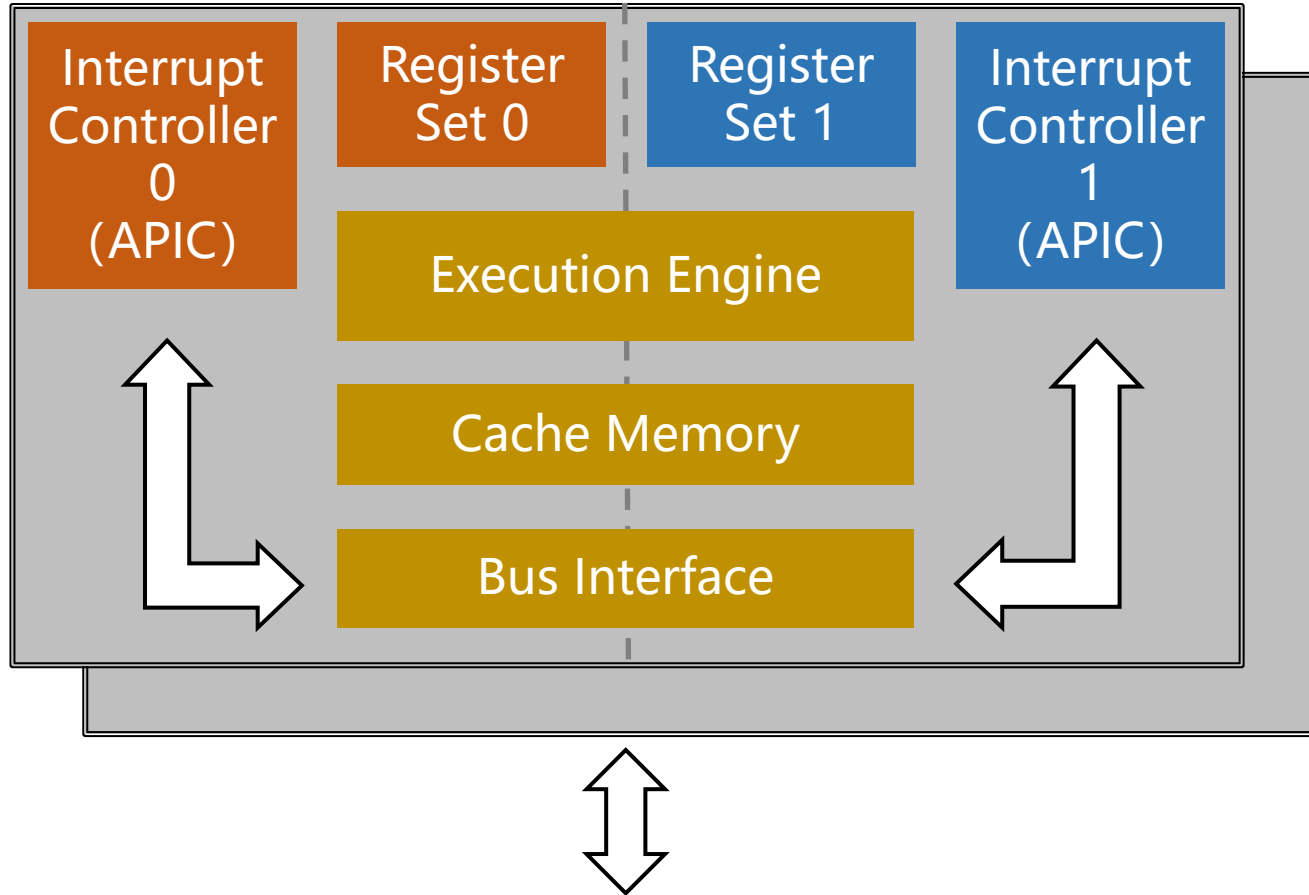 Interrupt
Controller
0
(APIC)
Register
Set 0
Register
Set 1
Interrupt
Controller
1
(APIC)
Execution Engine
Cache Memory
Bus Interface